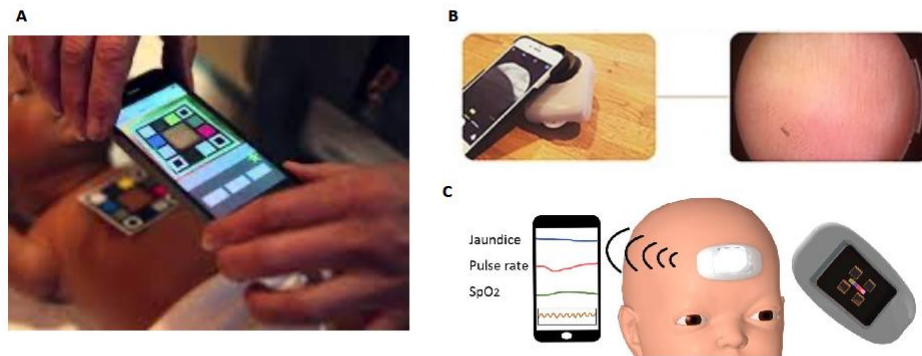 A
B
C
Jaundice
Pulse rate
SpO2